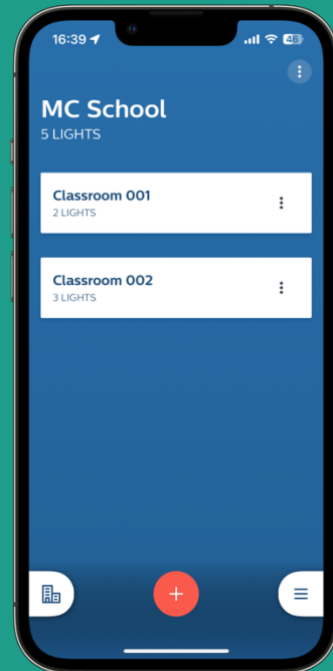 16:39
46
MC School
5 LIGHTS
Classroom 001
2 LIGHTS
Classroom 002
3 LIGHTS